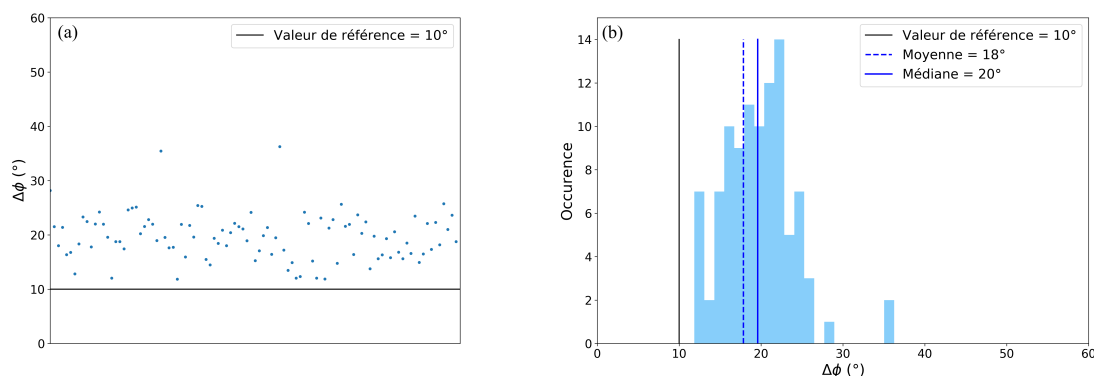 (a)
Valeur de référence = 10°
60
50
40
30
20
10
0
Δϕ (°)
(b)
Valeur de référence = 10°
Moyenne = 18°
Médiane = 20°
14
12
10
8
6
4
2
0
Occurence
0 10 20 30 40 50 60
Δϕ (°)